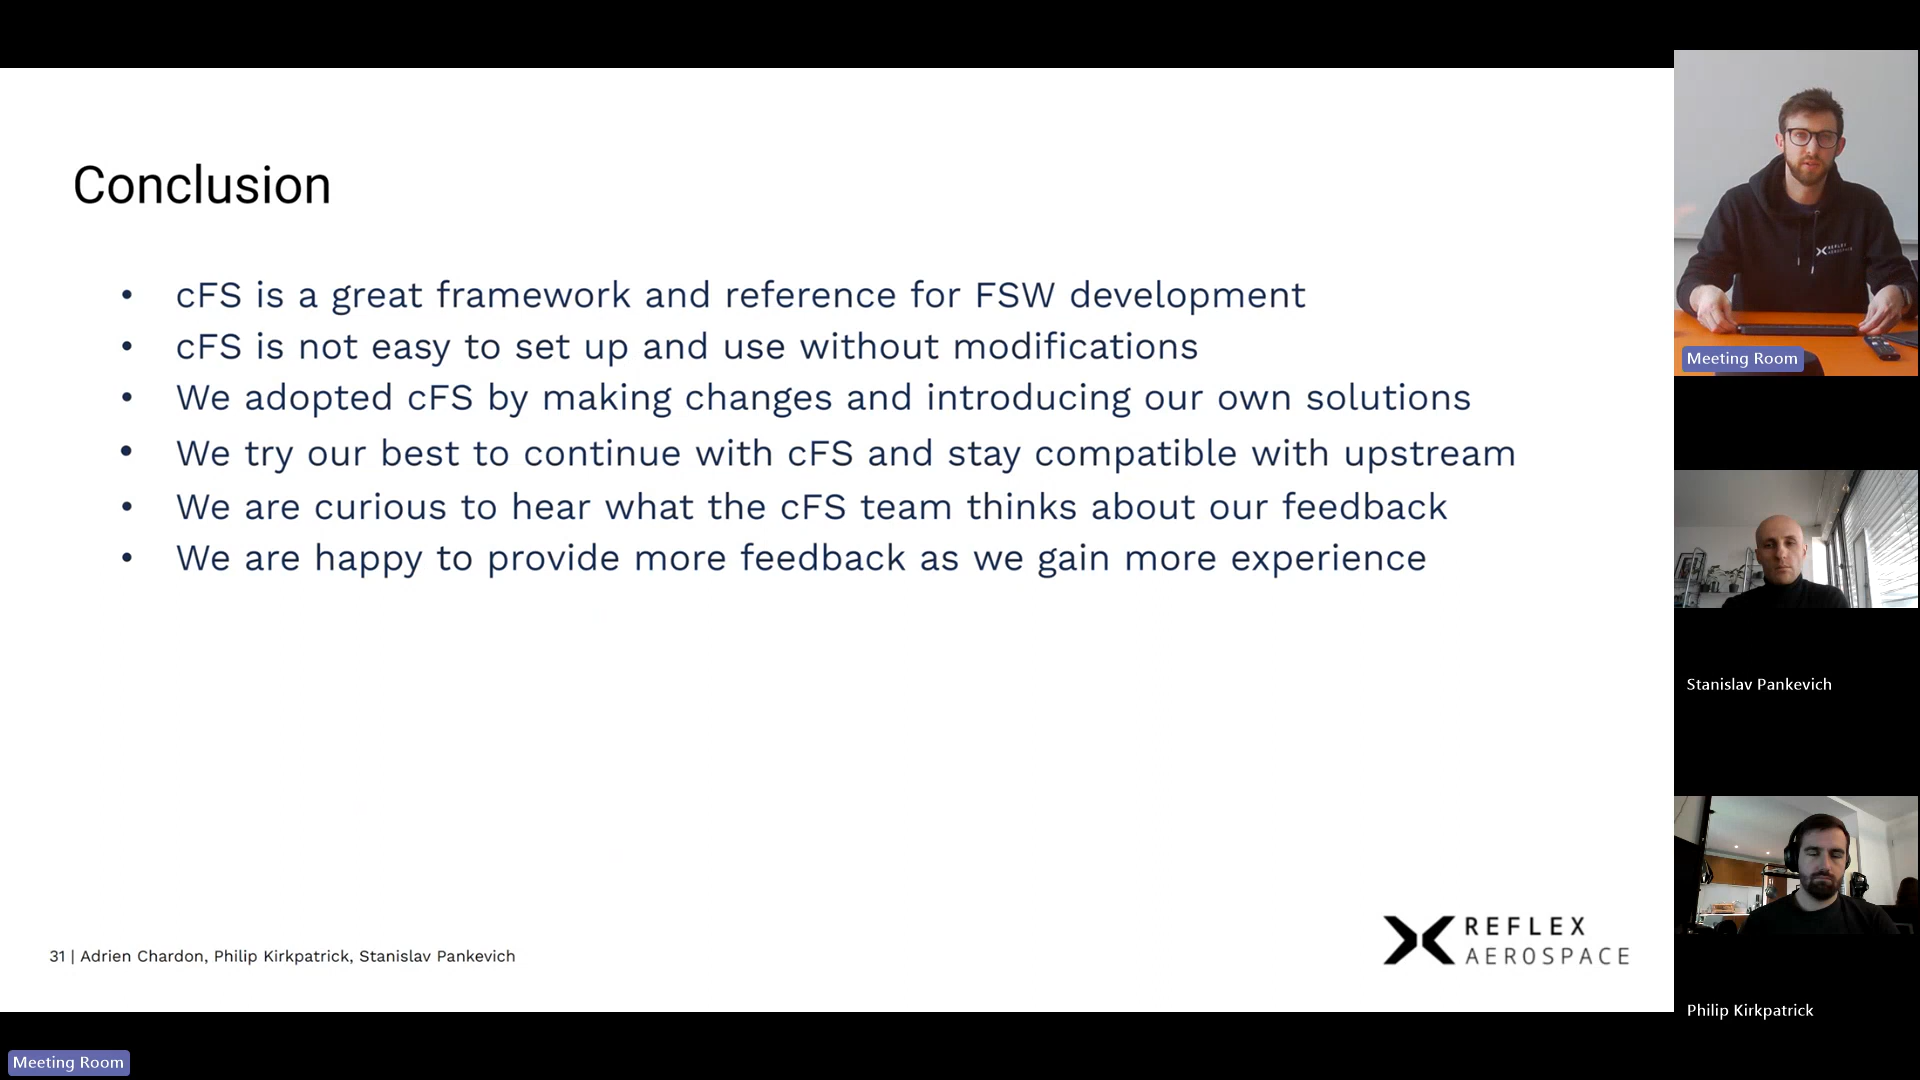 Conclusion
• cFS is a great framework and reference for FSW development
• cFS is not easy to set up and use without modifications
• We adopted cFS by making changes and introducing our own solutions
• We try our best to continue with cFS and stay compatible with upstream
• We are curious to hear what the cFS team thinks about our feedback
• We are happy to provide more feedback as we gain more experience
31 | Adrien Chardon, Philip Kirkpatrick, Stanislav Pankevich
REFLEX
AEROSPACE
Meeting Room
REFLEX
AEROSPACE
Meeting Room
Stanislav Pankevich
Philip Kirkpatrick